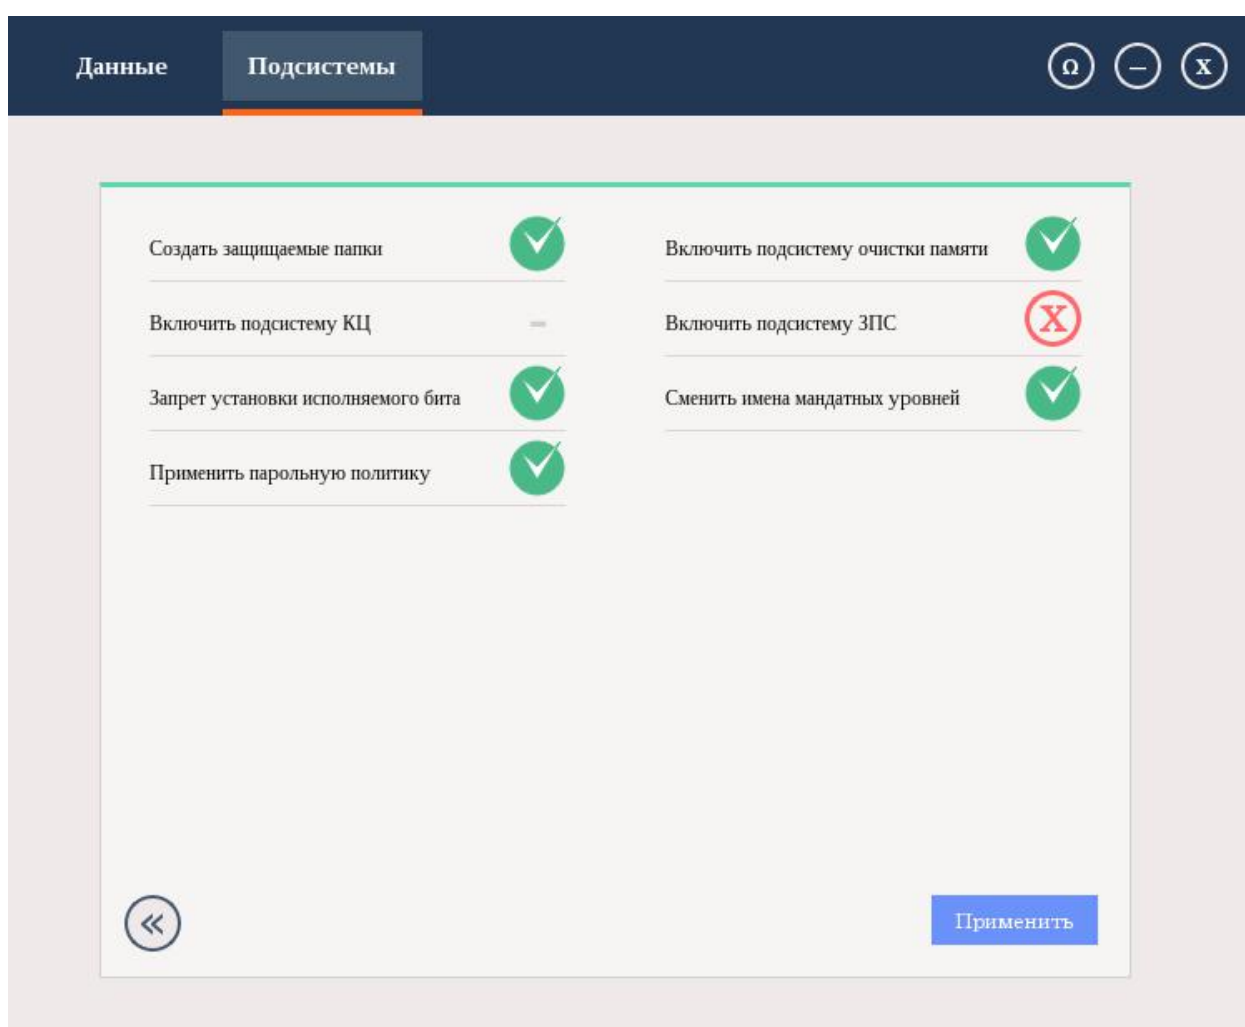 Данные
Подсистемы
Ω
–
X
Создать защищаемые папки
Включить подсистему очистки памяти
Включить подсистему КЦ
–
Включить подсистему ЗПС
X
Запрет установки исполняемого бита
Сменить имена мандатных уровней
Применить парольную политику
«
Применить